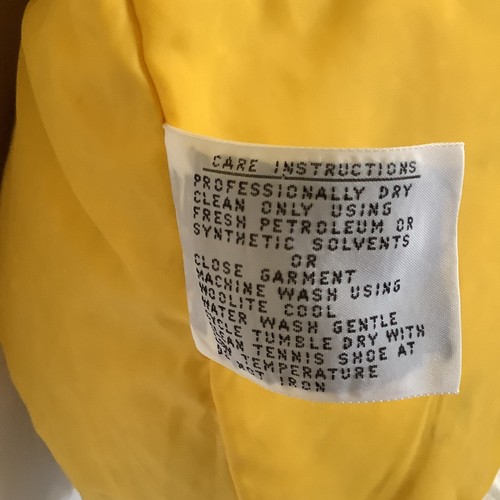 CARE INSTRUCTIONS
PROFESSIONALLY DRY
CLEAN ONLY USING
FRESH PETROLEUM OR
SYNTHETIC SOLVENTS
OR
CLOSE GARMENT
MACHINE WASH USING
WOOLITE COOL
WATER WASH GENTLE
CYCLE TUMBLE DRY WITH
CLEAN TENNIS SHOE AT
TEMPERATURE
IRON